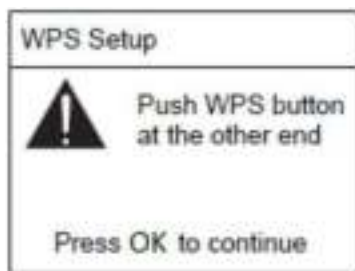 WPS Setup
Push WPS button
at the other end
Press OK to continue